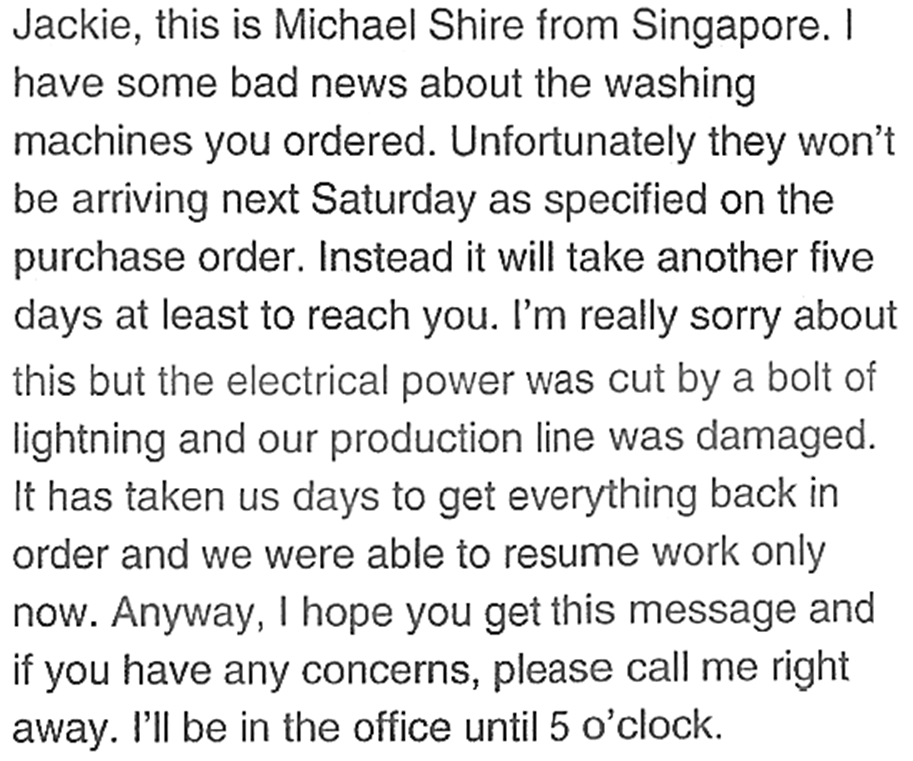 Jackie, this is Michael Shire from Singapore. I
have some bad news about the washing
machines you ordered. Unfortunately they won't
be arriving next Saturday as specified on the
purchase order. Instead it will take another five
days at least to reach you. I'm really sorry about
this but the electrical power was cut by a bolt of
lightning and our production line was damaged.
It has taken us days to get everything back in
order and we were able to resume work only
now. Anyway, I hope you get this message and
if you have any concerns, please call me right
away. I'll be in the office until 5 o'clock.